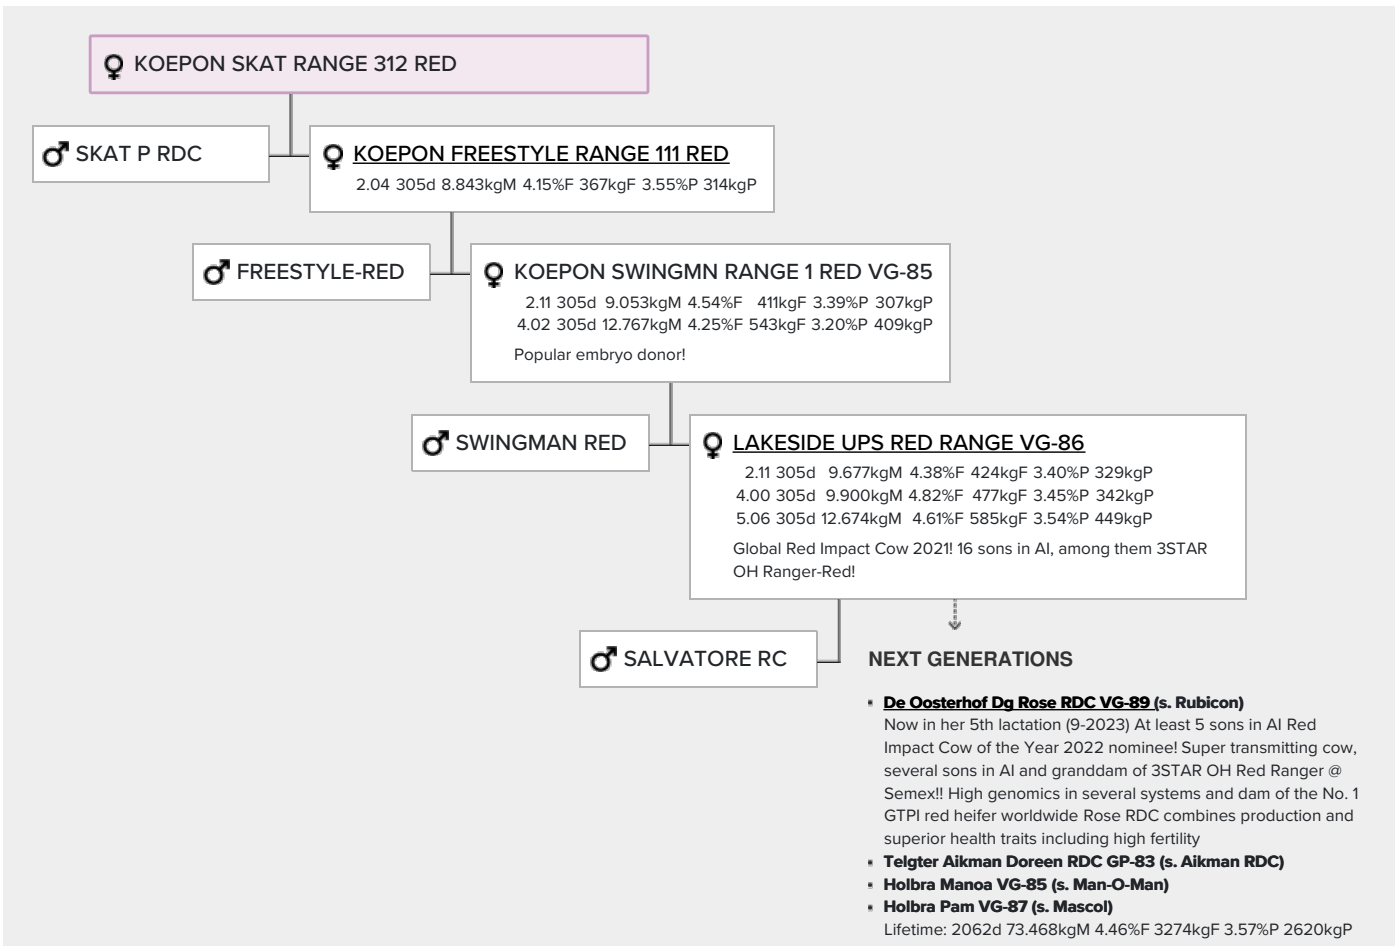 KOEPON SKAT RANGE 312 RED
SKAT P RDC
KOEPON FREESTYLE RANGE 111 RED
2.04 305d 8.843kgM 4.15%F 367kgF 3.55%P 314kgP
FREESTYLE-RED
KOEPON SWINGMN RANGE 1 RED VG-85
2.11 305d 9.053kgM 4.54%F 411kgF 3.39%P 307kgP
4.02 305d 12.767kgM 4.25%F 543kgF 3.20%P 409kgP
Popular embryo donor!
SWINGMAN RED
LAKESIDE UPS RED RANGE VG-86
2.11 305d 9.677kgM 4.38%F 424kgF 3.40%P 329kgP
4.00 305d 9.900kgM 4.82%F 477kgF 3.45%P 342kgP
5.06 305d 12.674kgM 4.61%F 585kgF 3.54%P 449kgP
Global Red Impact Cow 2021! 16 sons in AI, among them 3STAR
OH Ranger-Red!
SALVATORE RC
NEXT GENERATIONS
De Oosterhof Dg Rose RDC VG-89 (s. Rubicon)
Now in her 5th lactation (9-2023) At least 5 sons in AI Red
Impact Cow of the Year 2022 nominee! Super transmitting cow,
several sons in AI and granddam of 3STAR OH Red Ranger @
Semex!! High genomics in several systems and dam of the No. 1
GTPI red heifer worldwide Rose RDC combines production and
superior health traits including high fertility
Telgter Aikman Doreen RDC GP-83 (s. Aikman RDC)
Holbra Manoa VG-85 (s. Man-O-Man)
Holbra Pam VG-87 (s. Mascol)
Lifetime: 2062d 73.468kgM 4.46%F 3274kgF 3.57%P 2620kgP